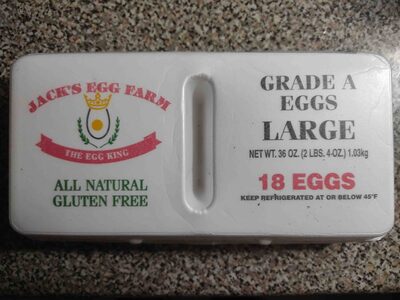 JACK'S EGG FARM
THE EGG KING
ALL NATURAL
GLUTEN FREE
GRADE A
EGGS
LARGE
NET WT. 36 OZ. (2 LBS. 4-OZ.) 1.03kg
18 EGGS
KEEP REFRIGERATED AT OR BELOW 45°F